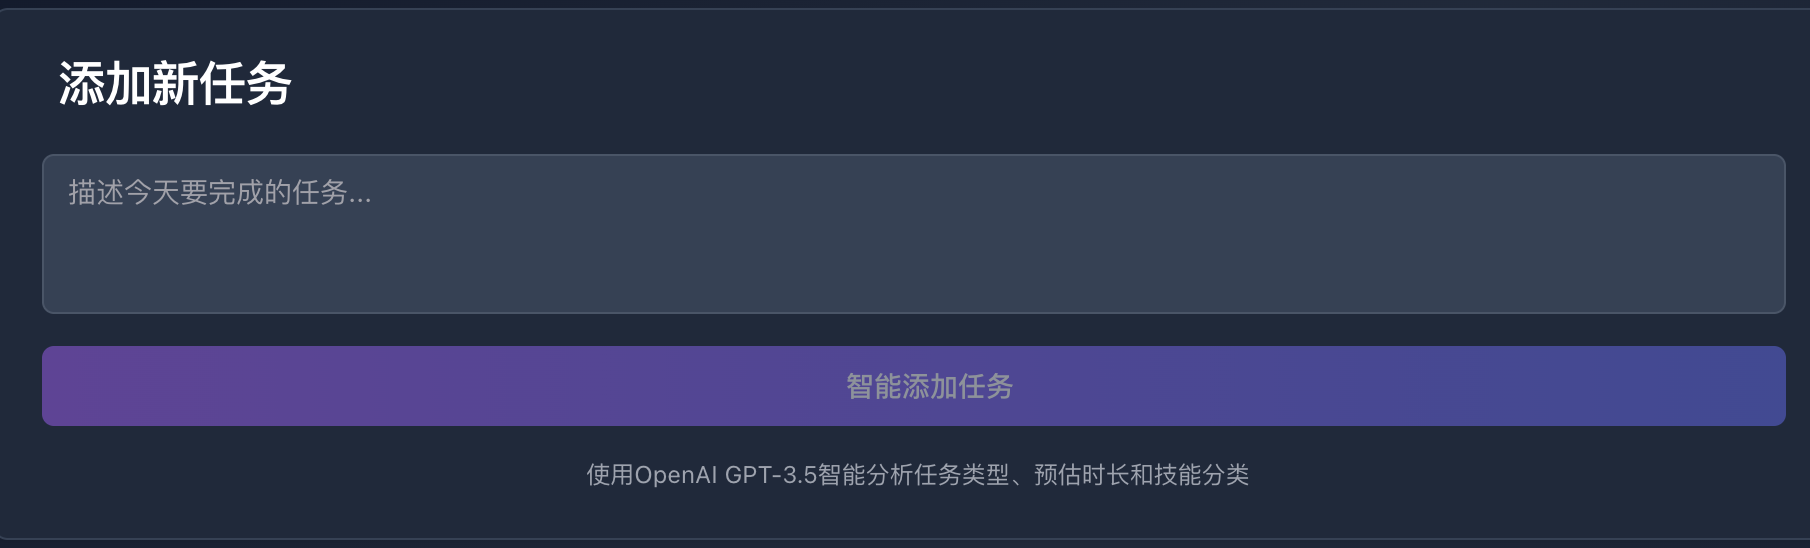 添加新任务
描述今天要完成的任务...
智能添加任务
使用OpenAI GPT-3.5智能分析任务类型、预估时长和技能分类